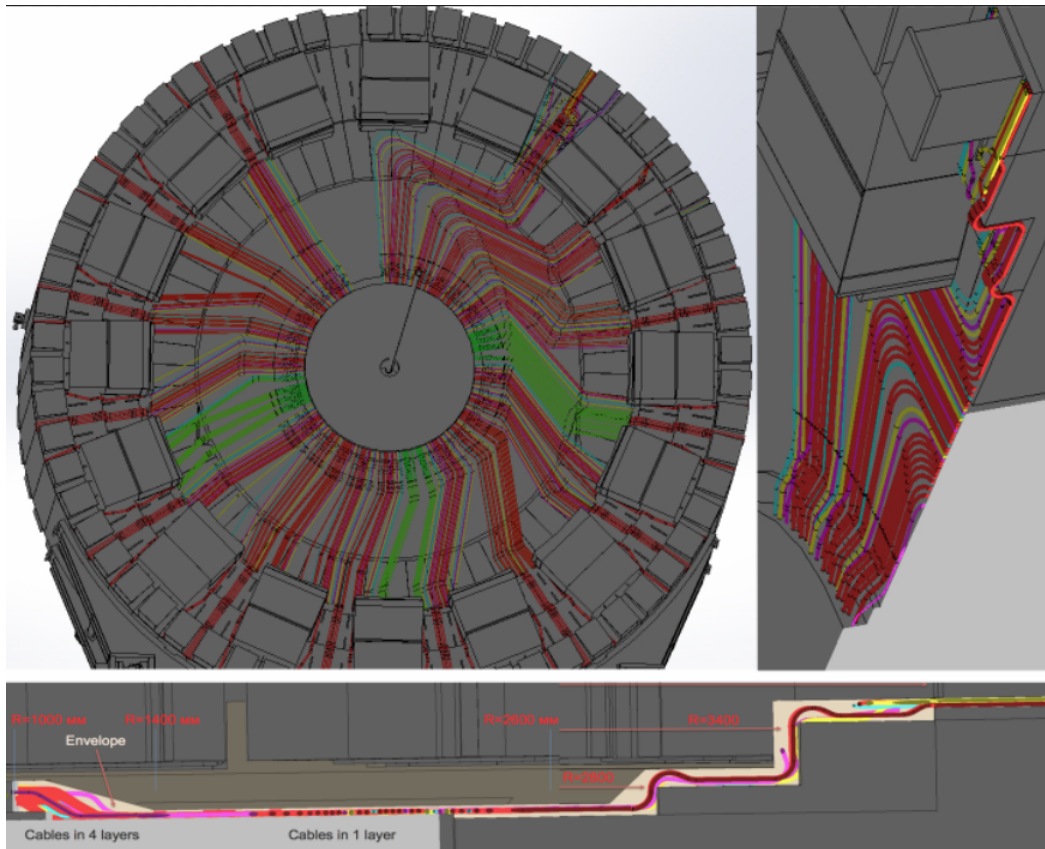 R=1000 мм
R=1400 мм
R=2600 мм
R=3400
Envelope
R=2800
Cables in 4 layers
Cables in 1 layer